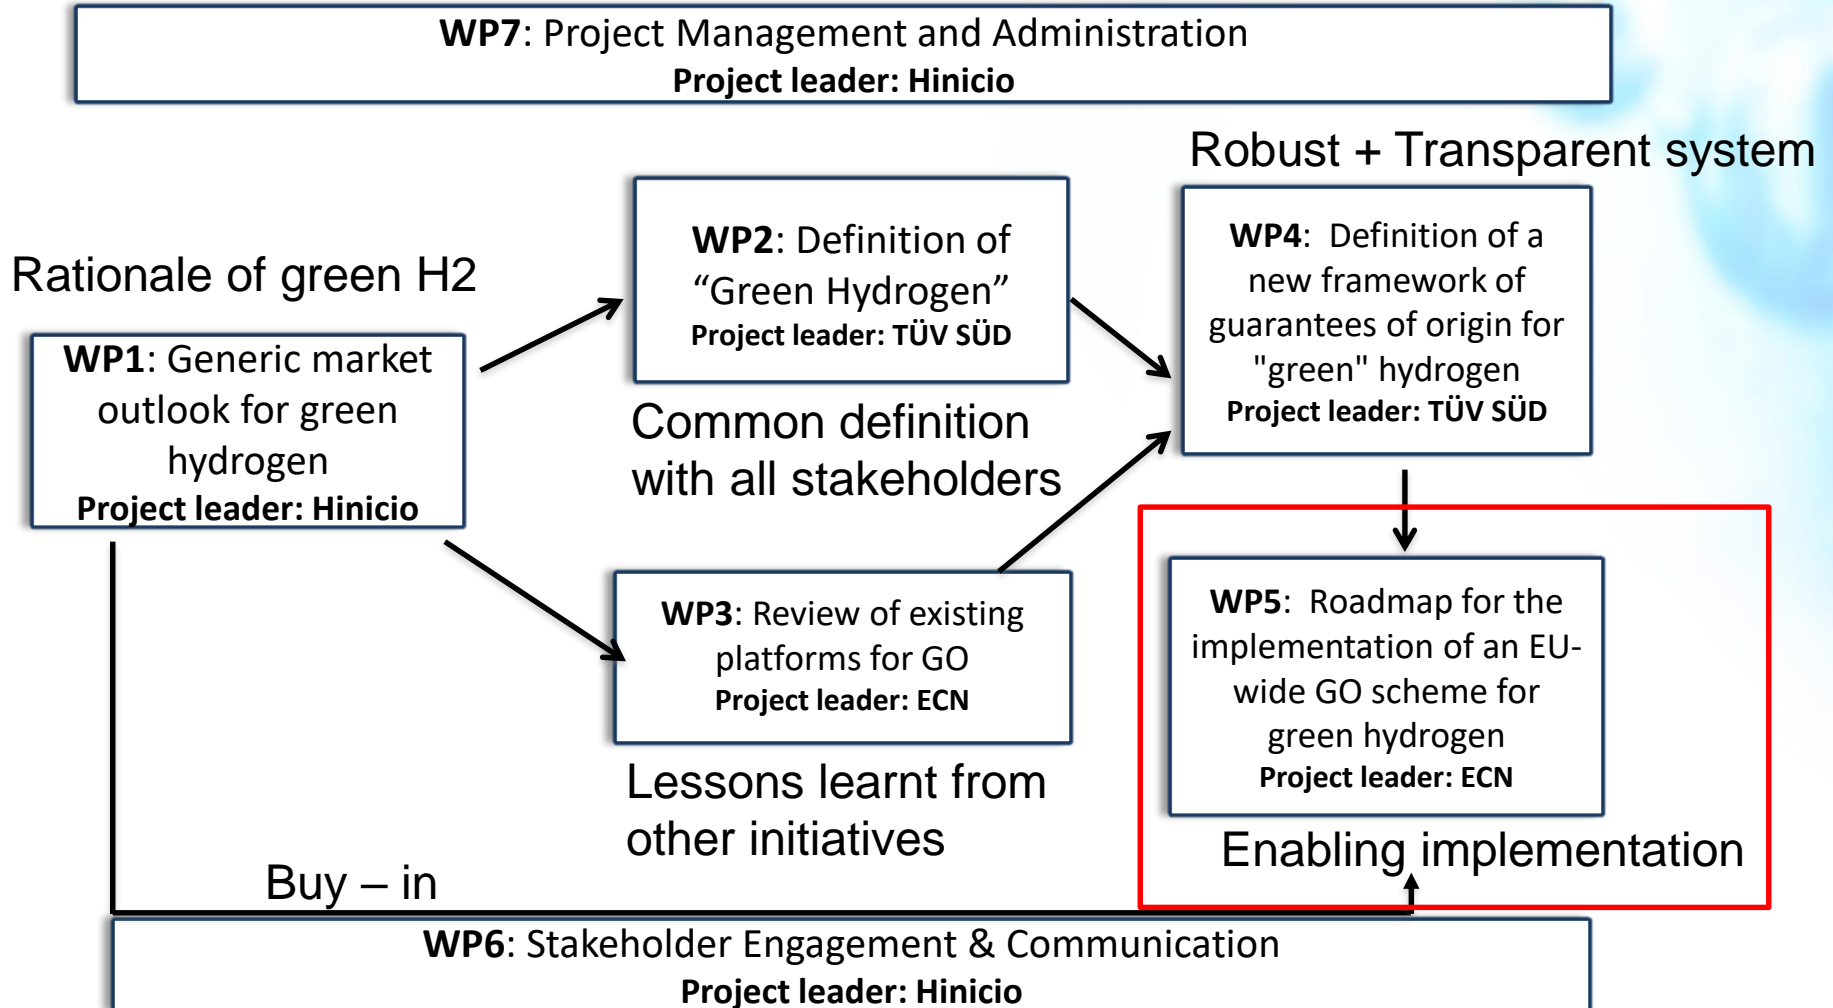 WP7: Project Management and Administration
Project leader: Hinicio
Robust + Transparent system
Rationale of green H2
WP1: Generic market
outlook for green
hydrogen
Project leader: Hinicio
WP2: Definition of
“Green Hydrogen”
Project leader: TÜV SÜD
Common definition
with all stakeholders
WP3: Review of existing
platforms for GO
Project leader: ECN
Lessons learnt from
other initiatives
WP4: Definition of a
new framework of
guarantees of origin for
"green" hydrogen
Project leader: TÜV SÜD
WP5: Roadmap for the
implementation of an EU-
wide GO scheme for
green hydrogen
Project leader: ECN
Enabling implementation
Buy – in
WP6: Stakeholder Engagement & Communication
Project leader: Hinicio